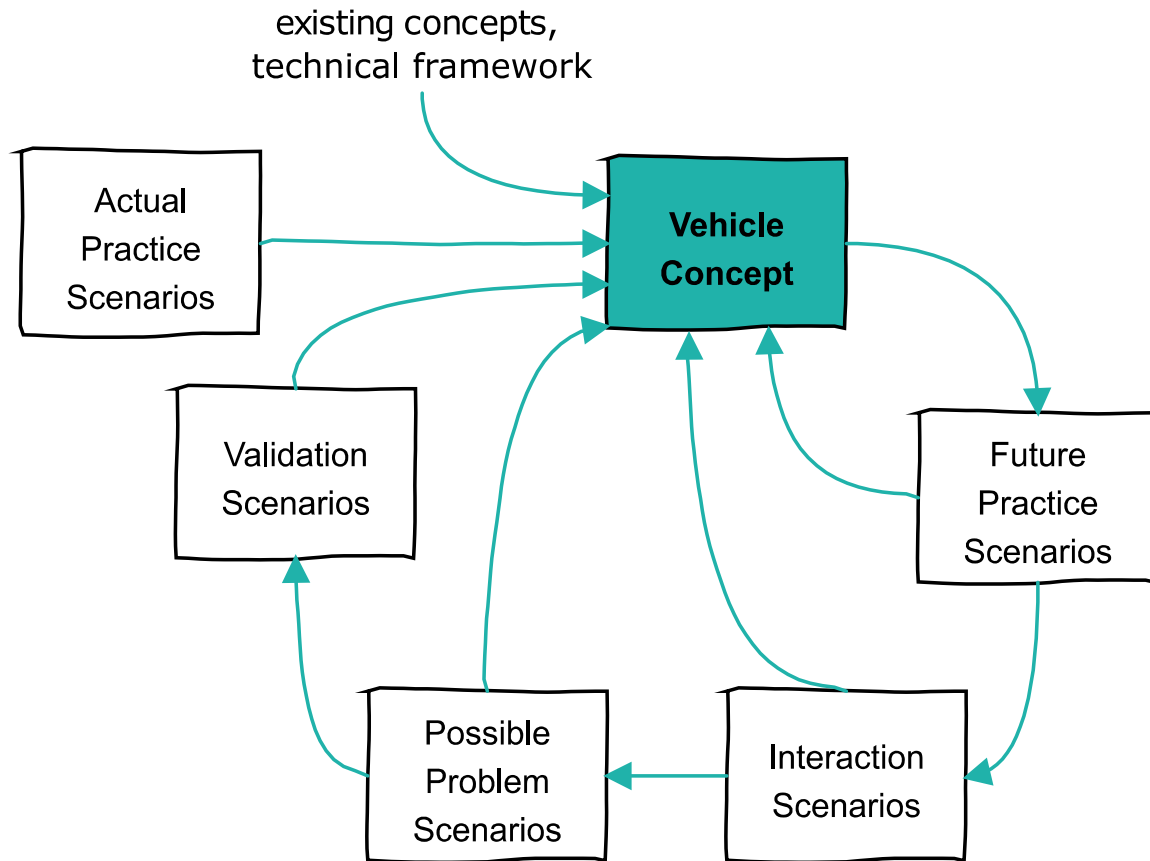 existing concepts,
technical framework
Actual
Practice
Scenarios
Vehicle
Concept
Validation
Scenarios
Future
Practice
Scenarios
Possible
Problem
Scenarios
Interaction
Scenarios